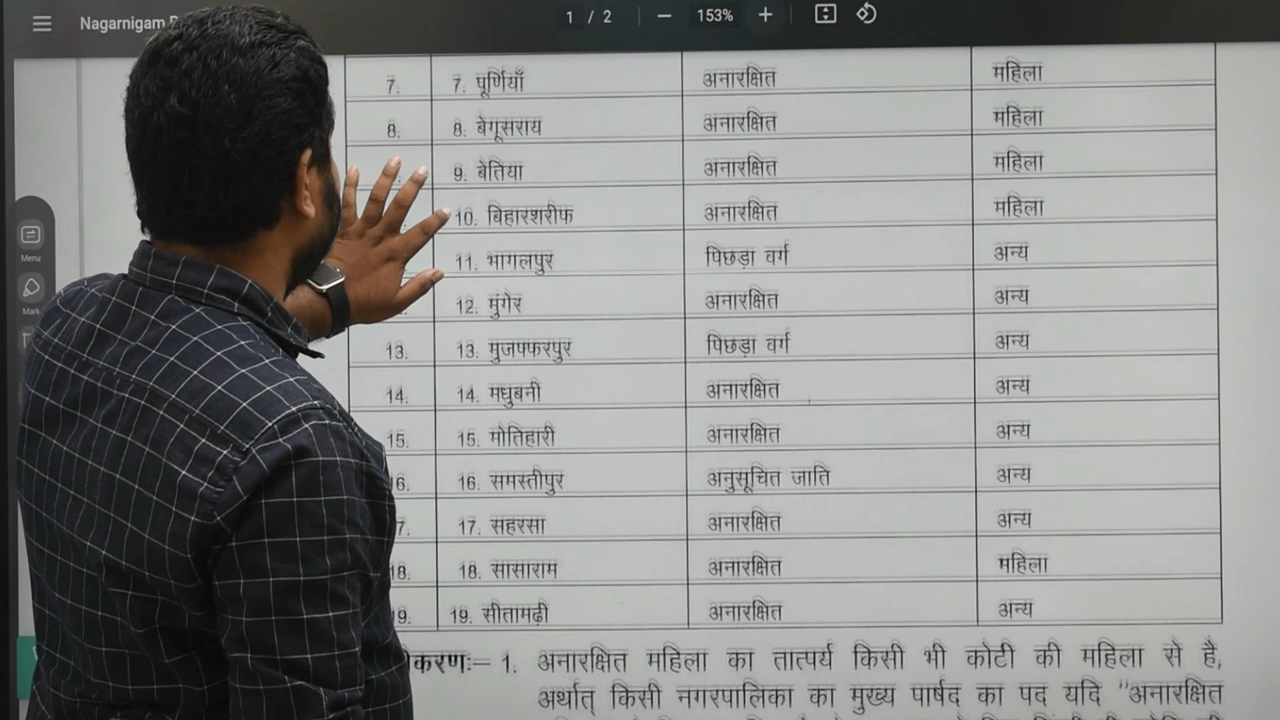 Nagarnigam
1 / 2 — 153% +
7. 7. पूर्णियाँ अनारक्षित महिला
8. 8. बेगूसराय अनारक्षित महिला
9. बेतिया अनारक्षित महिला
10. बिहारशरीफ अनारक्षित महिला
11. भागलपुर पिछड़ा वर्ग अन्य
12. मुंगेर अनारक्षित अन्य
13. 13. मुजफ्फरपुर पिछड़ा वर्ग अन्य
14. 14. मधुबनी अनारक्षित अन्य
15. 15. मोतिहारी अनारक्षित अन्य
16. 16. समस्तीपुर अनुसूचित जाति अन्य
7. 17. सहरसा अनारक्षित अन्य
18. 18. सासाराम अनारक्षित महिला
19. 19. सीतामढ़ी अनारक्षित अन्य
Menu
Mark
करणः— 1. अनारक्षित महिला का तात्पर्य किसी भी कोटी की महिला से है,
अर्थात् किसी नगरपालिका का मुख्य पार्षद का पद यदि "अनारक्षित